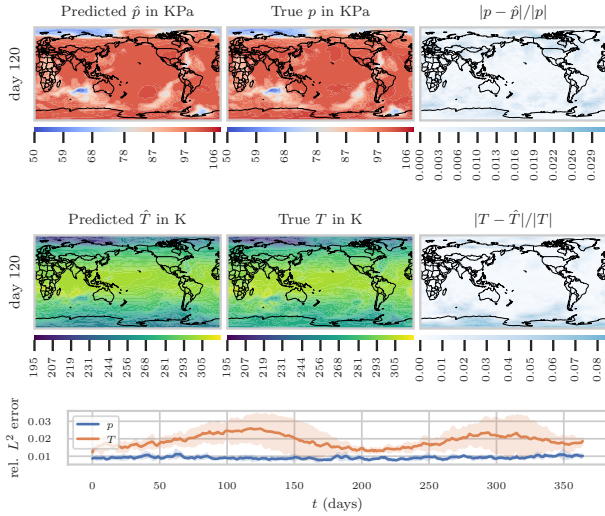 Predicted p̂ in KPa True p in KPa |p − p̂|/|p|
day 120
50 59 68 78 87 97 106 50 59 68 78 87 97 106 0.000 0.003 0.006 0.010 0.013 0.016 0.019 0.022 0.026 0.029
Predicted T̂ in K True T in K |T − T̂|/|T|
day 120
195 207 219 231 244 256 268 281 293 305 195 207 219 231 244 256 268 281 293 305 0.00 0.01 0.02 0.03 0.04 0.05 0.06 0.07 0.08
rel. L² error
0.03
0.02
0.01
p
T
0 50 100 150 200 250 300 350
t (days)